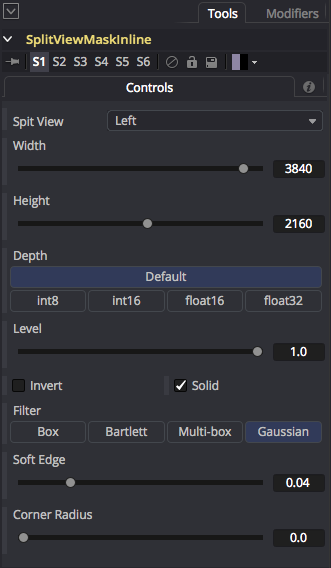 Tools Modifiers
SplitViewMaskInline
S1 S2 S3 S4 S5 S6
Controls
Spit View Left
Width
3840
Height
2160
Depth
Default
int8 int16 float16 float32
Level
1.0
Invert Solid
Filter
Box Bartlett Multi-box Gaussian
Soft Edge
0.04
Corner Radius
0.0